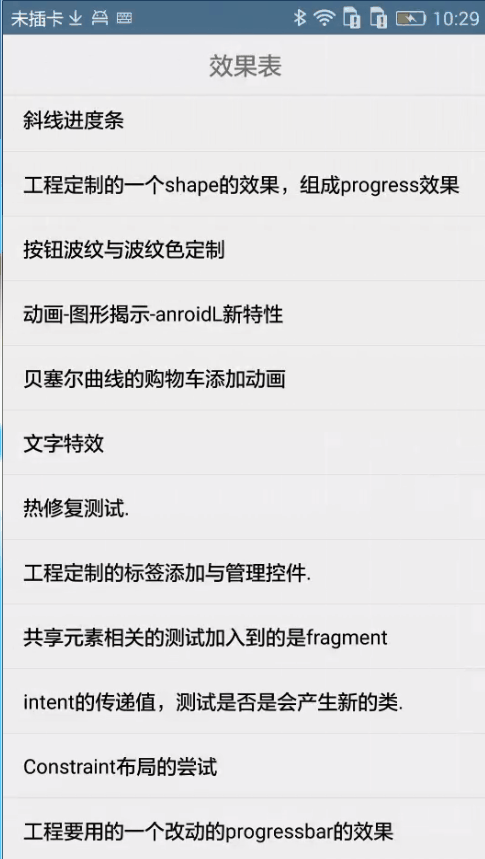 未插卡 10:29
效果表
斜线进度条
工程定制的一个shape的效果，组成progress效果
按钮波纹与波纹色定制
动画-图形揭示-anroidL新特性
贝塞尔曲线的购物车添加动画
文字特效
热修复测试.
工程定制的标签添加与管理控件.
共享元素相关的测试加入到的是fragment
intent的传递值，测试是否是会产生新的类.
Constraint布局的尝试
工程要用的一个改动的progressbar的效果